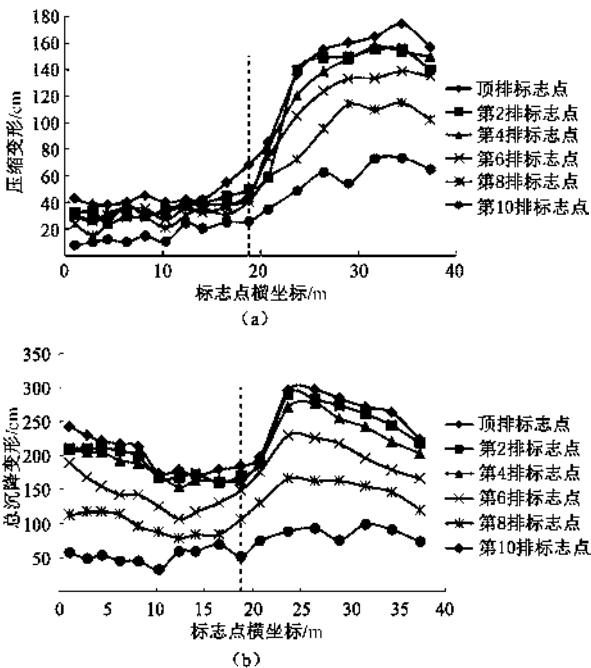 压缩变形/cm
180
160
140
120
100
80
60
40
20
0
10
20
30
40
标志点横坐标/m
(a)
顶排标志点
第2排标志点
第4排标志点
第6排标志点
第8排标志点
第10排标志点
总沉降变形/cm
350
300
250
200
150
100
50
0
5
10
15
20
25
30
35
40
标志点横坐标/m
(b)
顶排标志点
第2排标志点
第4排标志点
第6排标志点
第8排标志点
第10排标志点